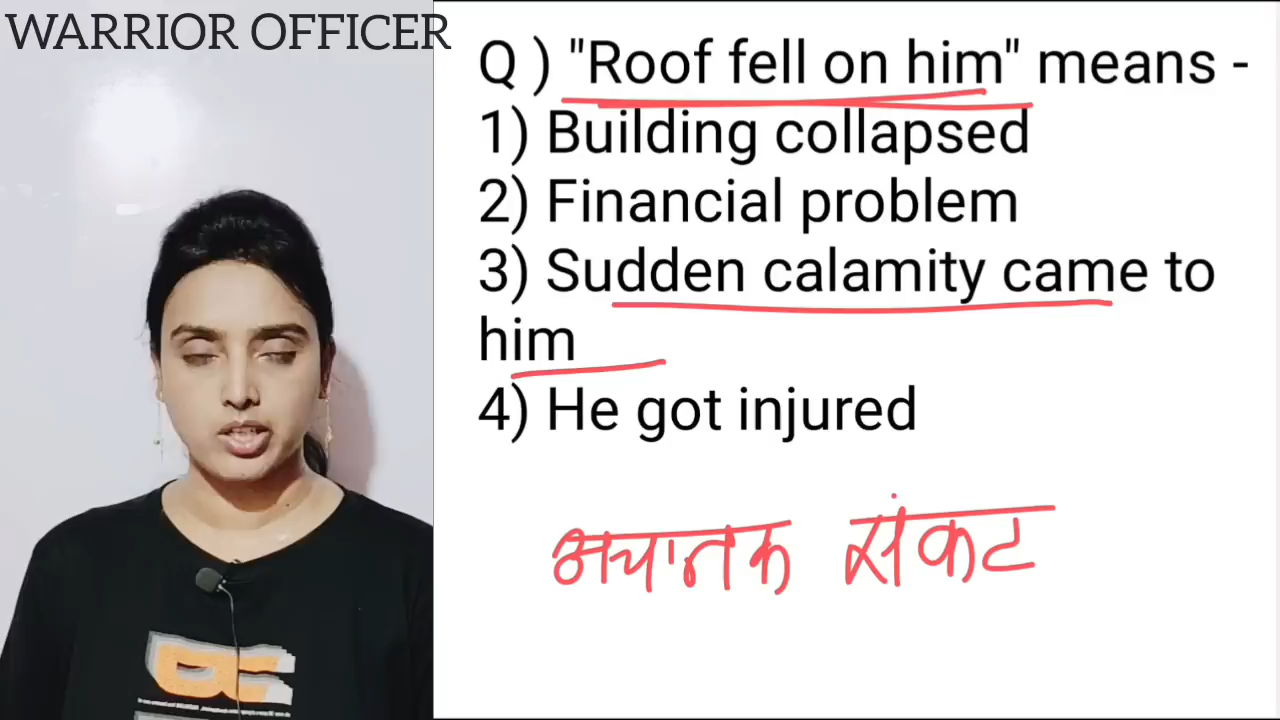 WARRIOR OFFICER
Q ) "Roof fell on him" means -
1) Building collapsed
2) Financial problem
3) Sudden calamity came to
him
4) He got injured
अचानक संकट